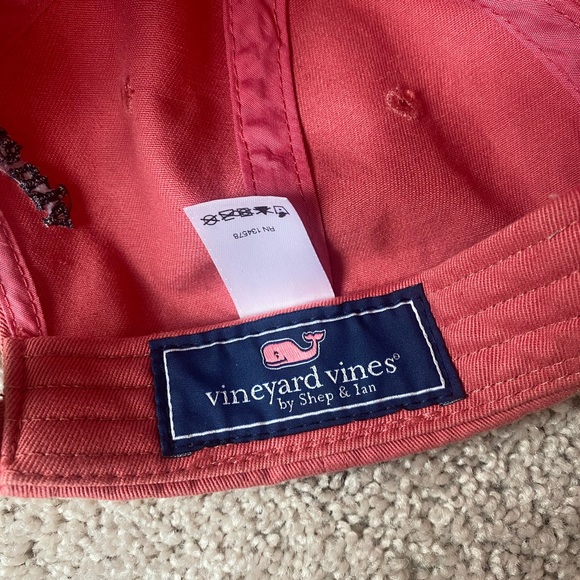 RN 134578
vineyard vines®
by Shep & Ian